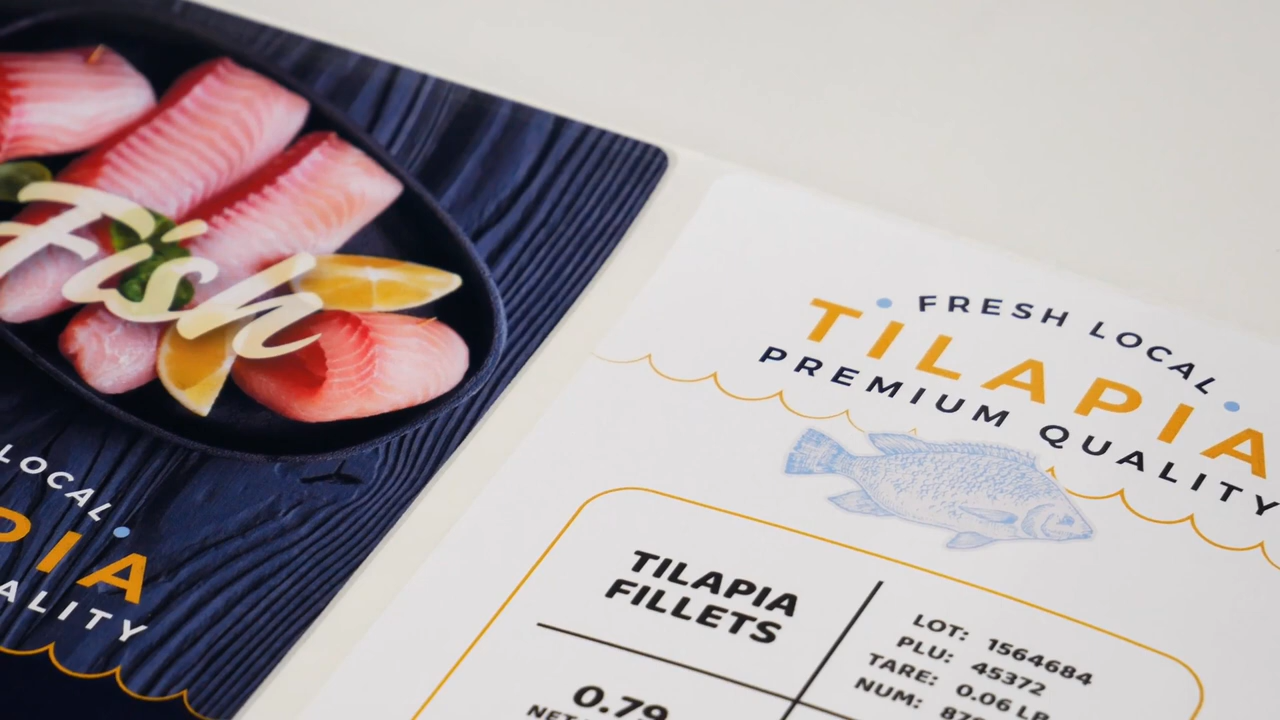 Fish
LOCAL
PIA
ALITY
FRESH LOCAL
TILAPIA
PREMIUM QUALITY
TILAPIA
FILLETS
LOT: 1564684
PLU: 45372
TARE: 0.06 LB
NUM:
0.79
NET